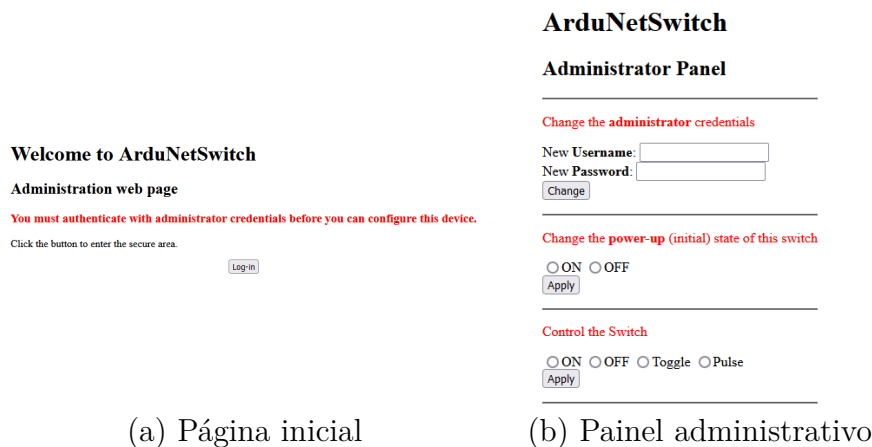 Welcome to ArduNetSwitch
Administration web page
You must authenticate with administrator credentials before you can configure this device.
Click the button to enter the secure area.
Log-in
(a) Página inicial
ArduNetSwitch
Administrator Panel
Change the administrator credentials
New Username:
New Password:
Change
Change the power-up (initial) state of this switch
ON OFF
Apply
Control the Switch
ON OFF Toggle Pulse
Apply
(b) Painel administrativo